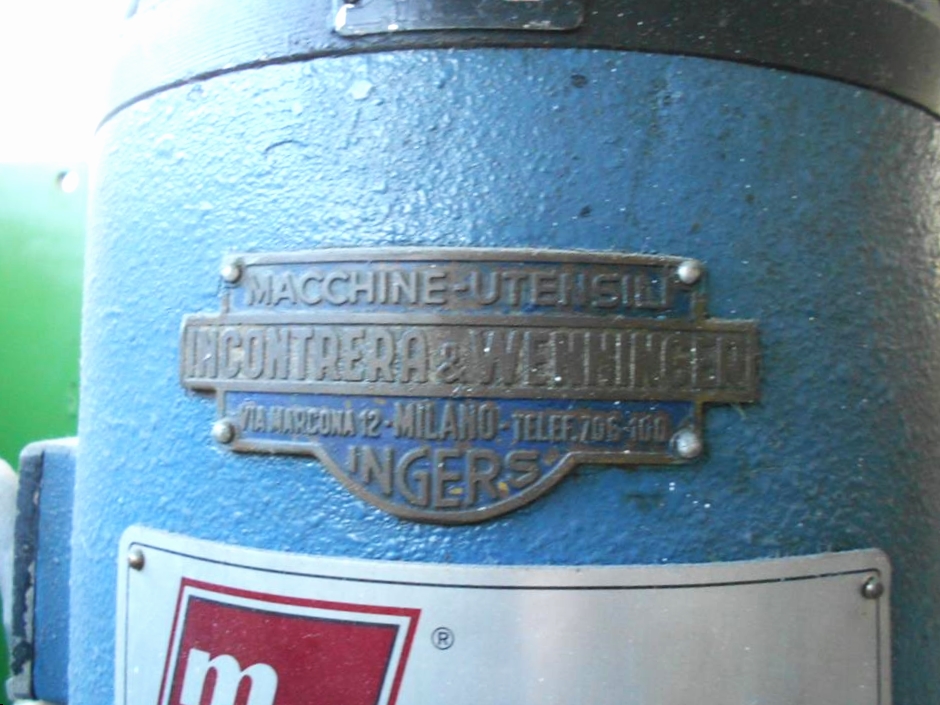 MACCHINE-UTENSILI
INCONTRERA & WENNINGER
VIA MARCONA 12-MILANO-TELEF. 706-100
INGERS
m ®